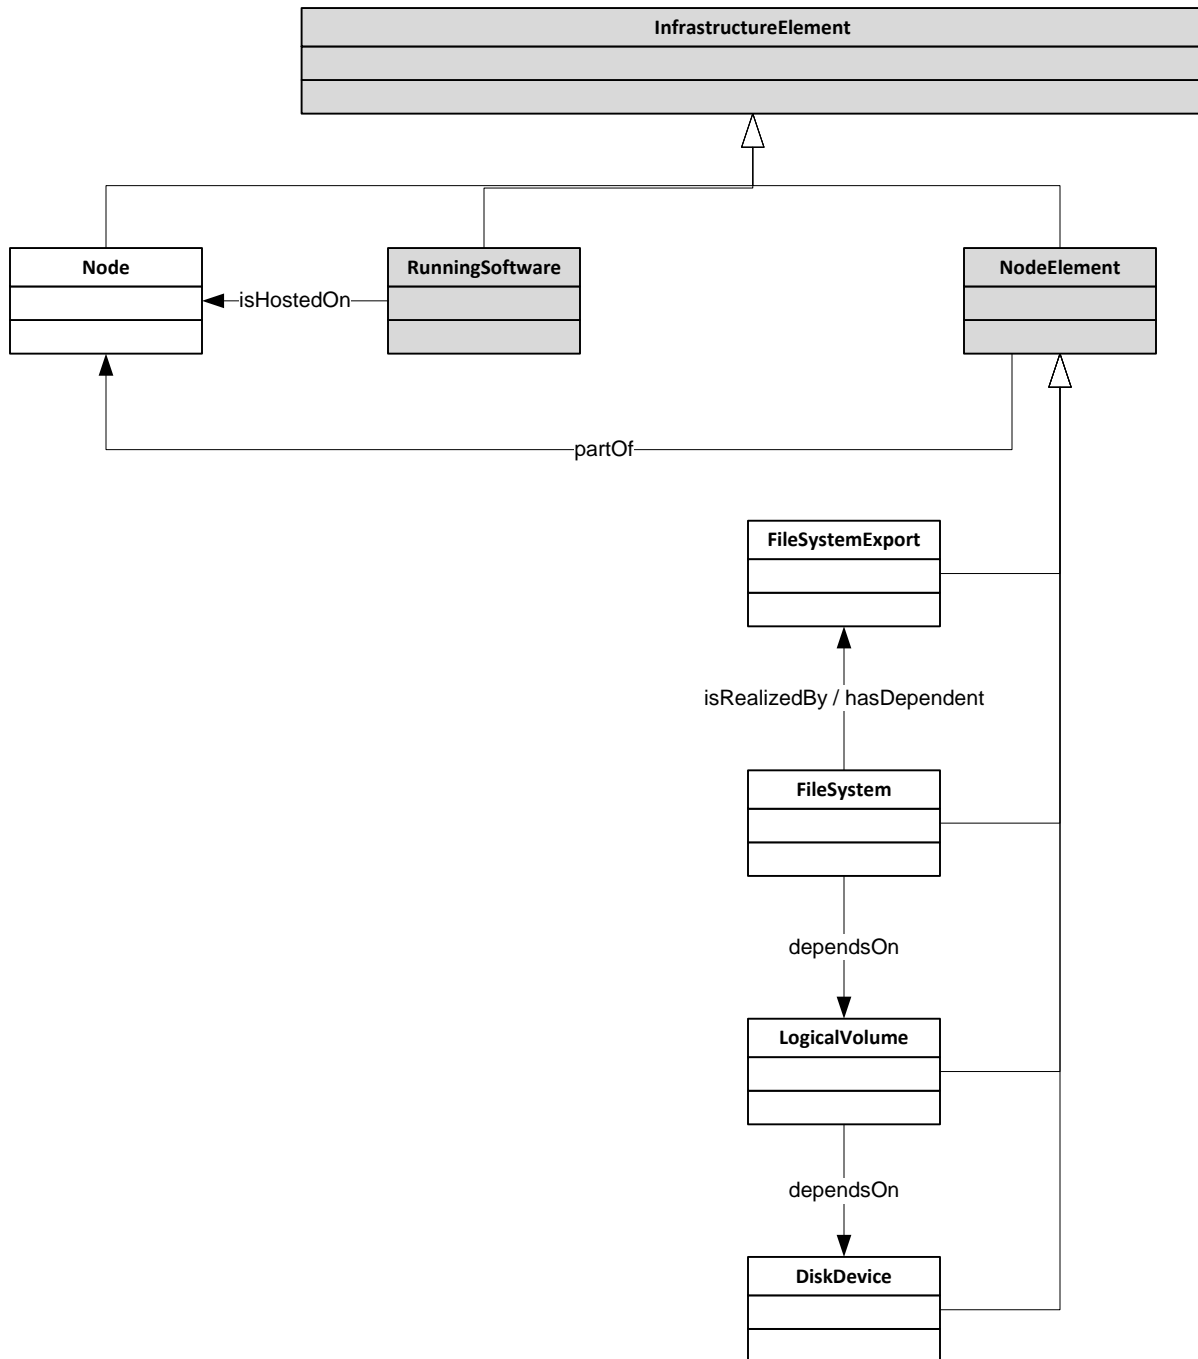 InfrastructureElement
Node
RunningSoftware
NodeElement
isHostedOn
partOf
FileSystemExport
isRealizedBy / hasDependent
FileSystem
dependsOn
LogicalVolume
dependsOn
DiskDevice